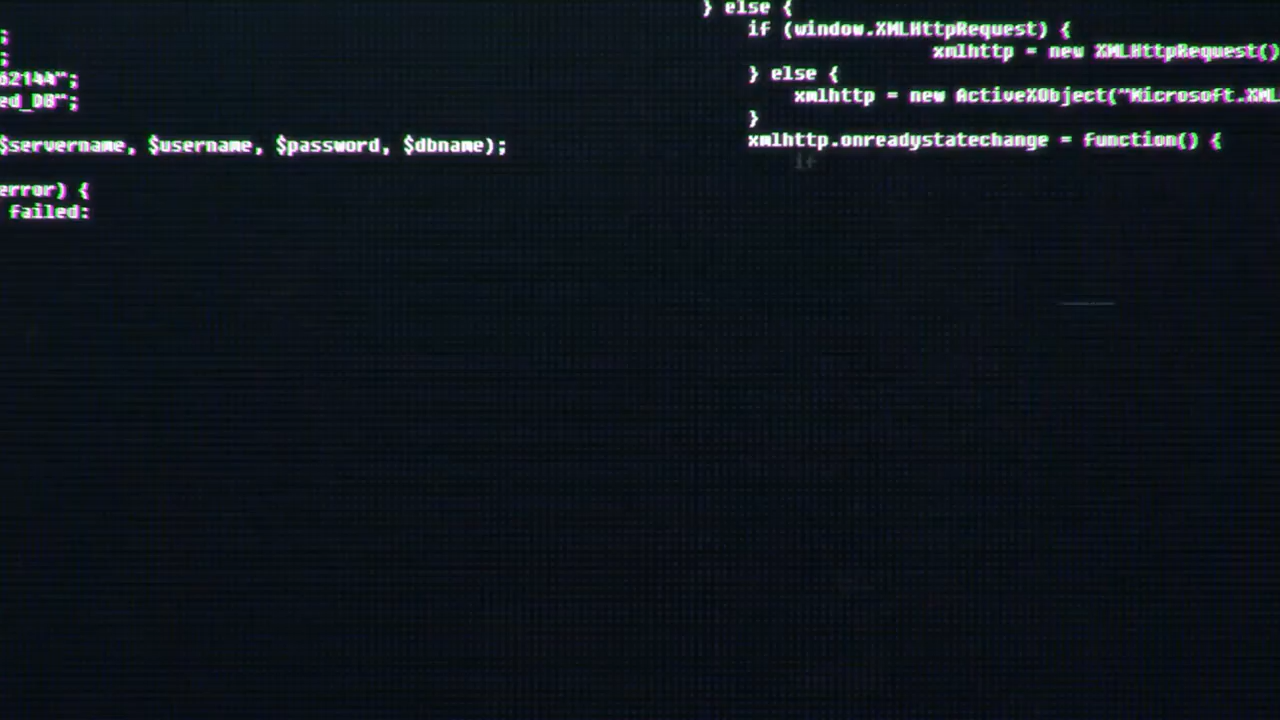 ;
;
62144";
ed_DB";
$servername, $username, $password, $dbname);
error) {
failed:
} else {
if (window.XMLHttpRequest) {
xmlhttp = new XMLHttpRequest()
} else {
xmlhttp = new ActiveXObject("Microsoft.XML
}
xmlhttp.onreadystatechange = function() {
if